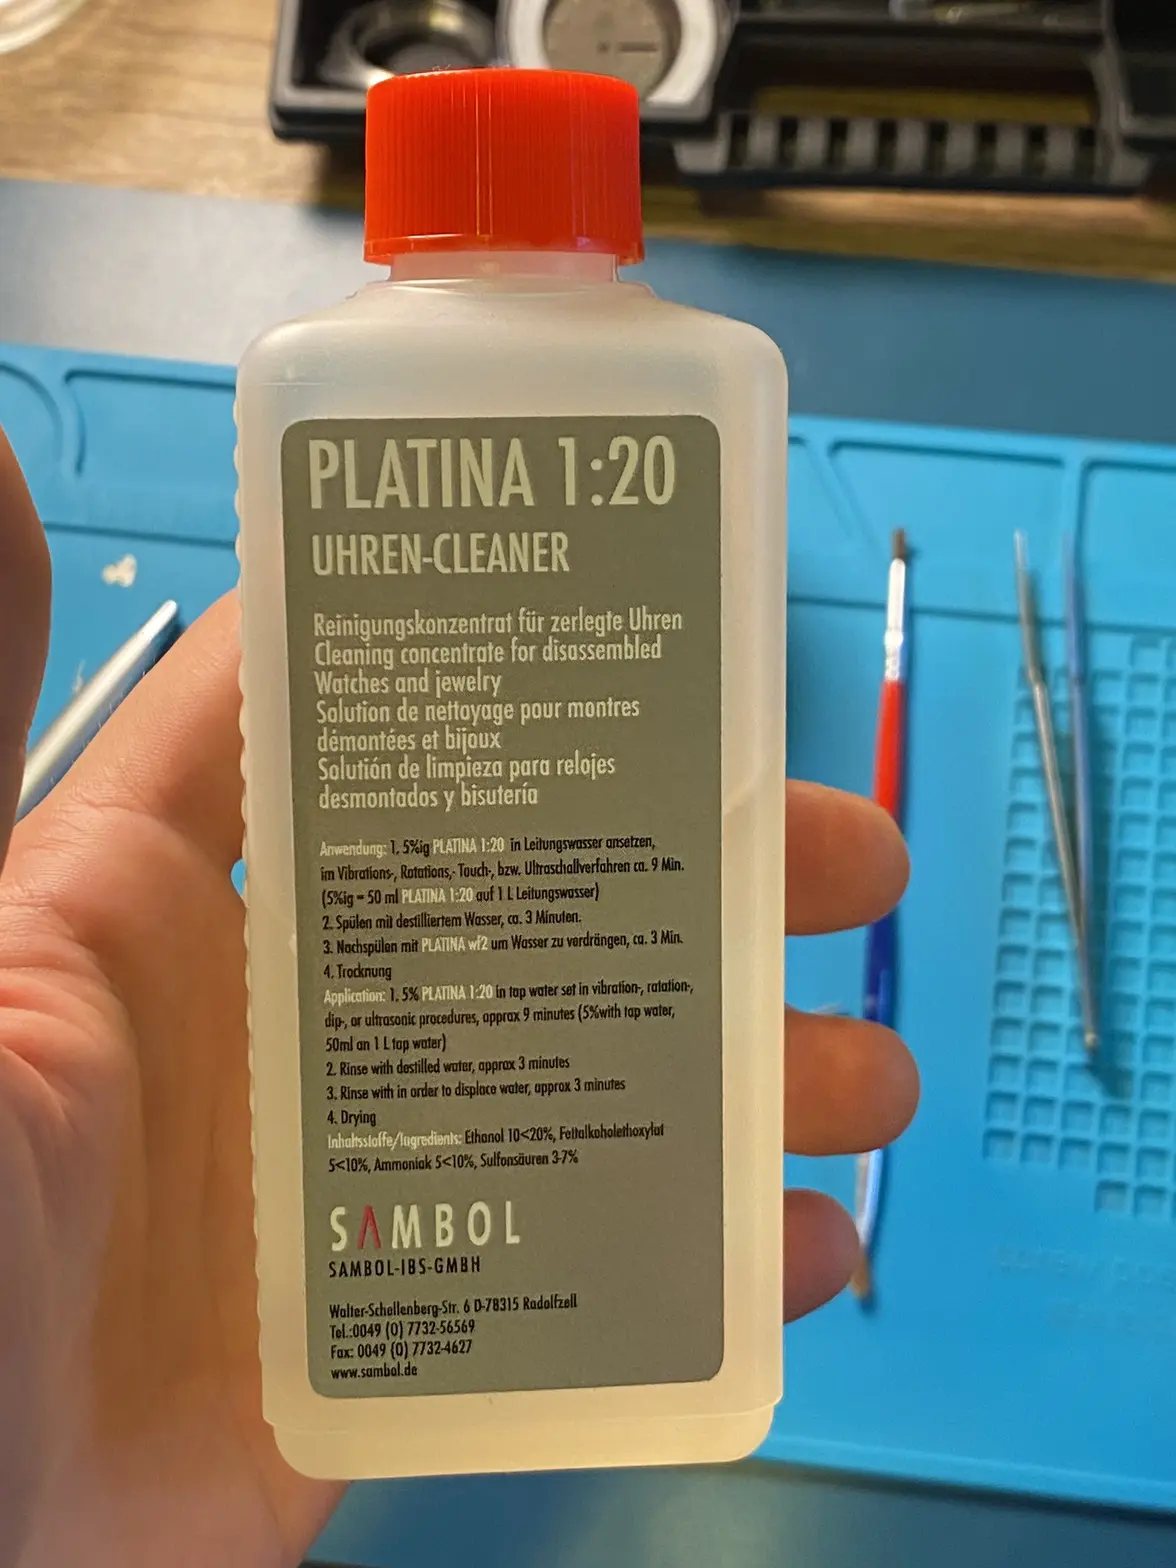 PLATINA 1:20
UHREN-CLEANER
Reinigungskonzentrat für zerlegte Uhren
Cleaning concentrate for disassembled
Watches and jewelry
Solution de nettoyage pour montres
démontées et bijoux
Solutión de limpieza para relojes
desmontados y bisutería
Anwendung: 1. 5%ig PLATINA 1:20 in Leitungswasser ansetzen,
im Vibrations-, Rotations,- Touch-, bzw. Ultraschallverfahren ca. 9 Min.
(5%ig = 50 ml PLATINA 1:20 auf 1 L Leitungswasser)
2. Spülen mit destilliertem Wasser, ca. 3 Minuten.
3. Nachspülen mit PLATINA wf2 um Wasser zu verdrängen, ca. 3 Min.
4. Trocknung
Application: 1. 5% PLATINA 1:20 in tap water set in vibration-, rotation-,
dip-, or ultrasonic procedures, approx 9 minutes (5%with tap water,
50ml an 1 L tap water)
2. Rinse with destilled water, approx 3 minutes
3. Rinse with in order to displace water, approx 3 minutes
4. Drying
Inhaltsstoffe/Ingredients: Ethanol 10<20%, Fettalkoholethoxylat
5<10%, Ammoniak 5<10%, Sulfonsäuren 3-7%
SAMBOL
SAMBOL-IBS-GMBH
Walter-Schellenberg-Str. 6 D-78315 Radolfzell
Tel.:0049 (0) 7732-56569
Fax: 0049 (0) 7732-4627
www.sambol.de